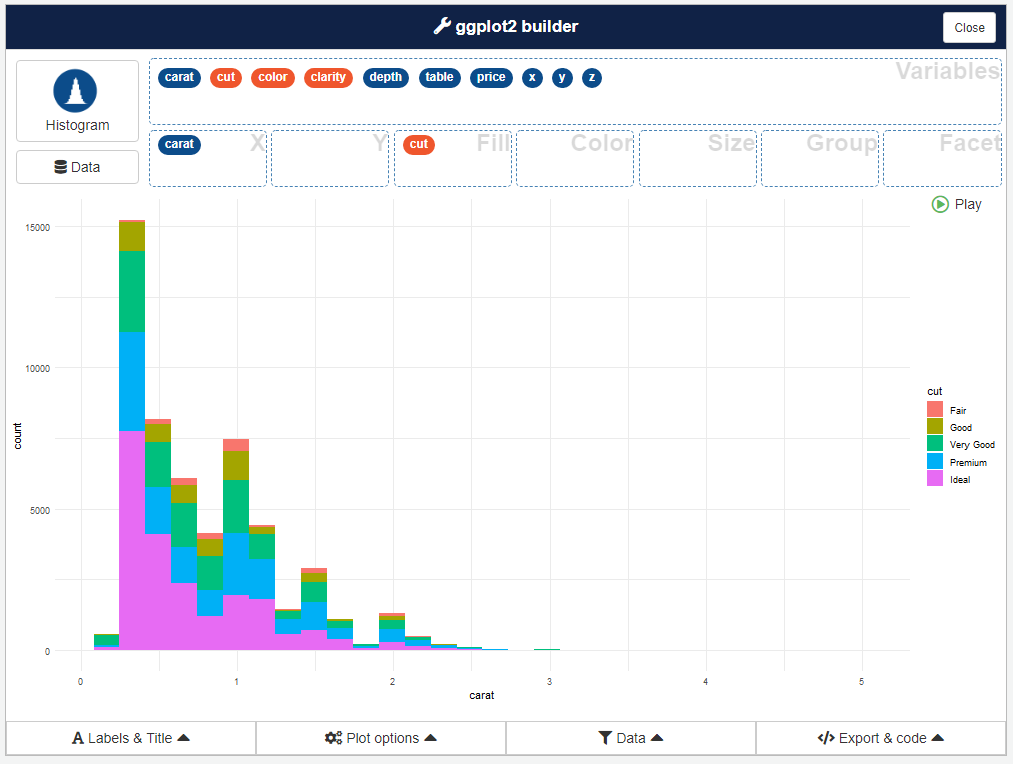 ggplot2 builder
Close
Histogram
Data
carat cut color clarity depth table price x y z
Variables
carat X
Y
cut Fill
Color
Size
Group
Facet
Play
15000
10000
5000
0
count
0 1 2 3 4 5
carat
cut
Fair
Good
Very Good
Premium
Ideal
Labels & Title
Plot options
Data
Export & code